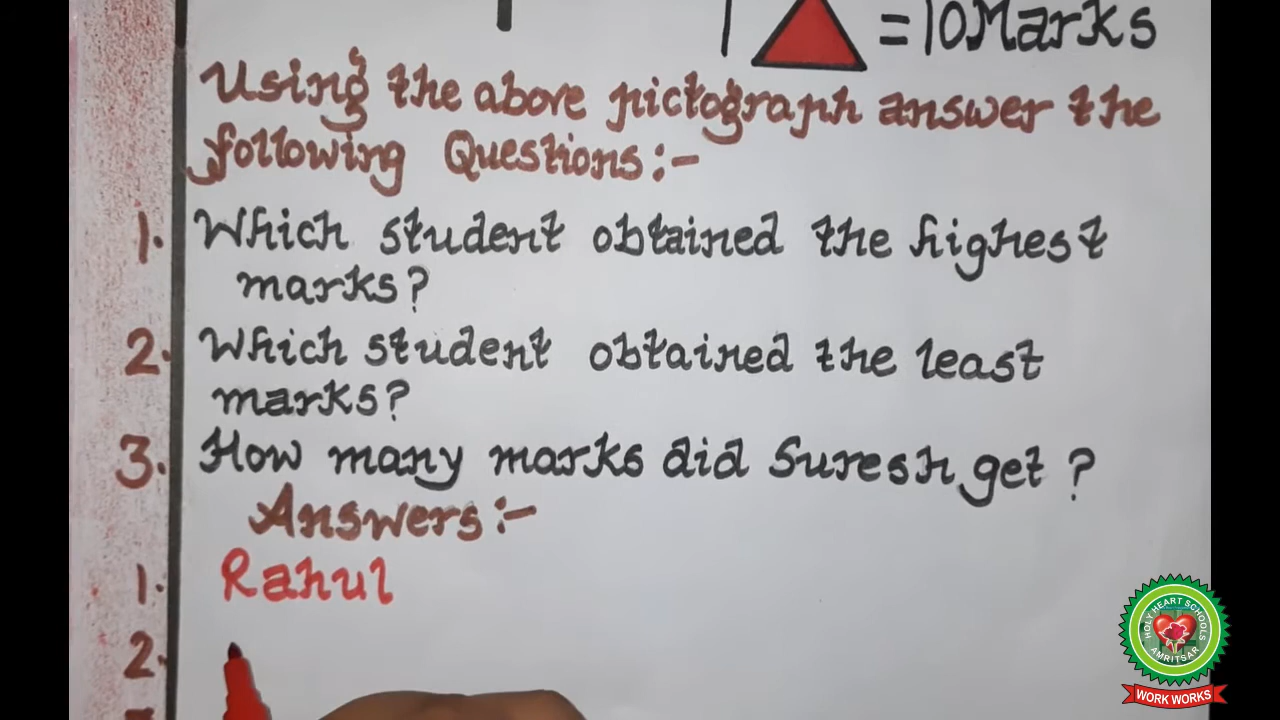 = 10 Marks
Using the above pictograph answer the
following Questions:-
1. Which student obtained the highest
marks?
2. Which student obtained the least
marks?
3. How many marks did Suresh get ?
Answers:-
1. Rahul
2.
HOLY HEART SCHOOLS
AMRITSAR
WORK WORKS